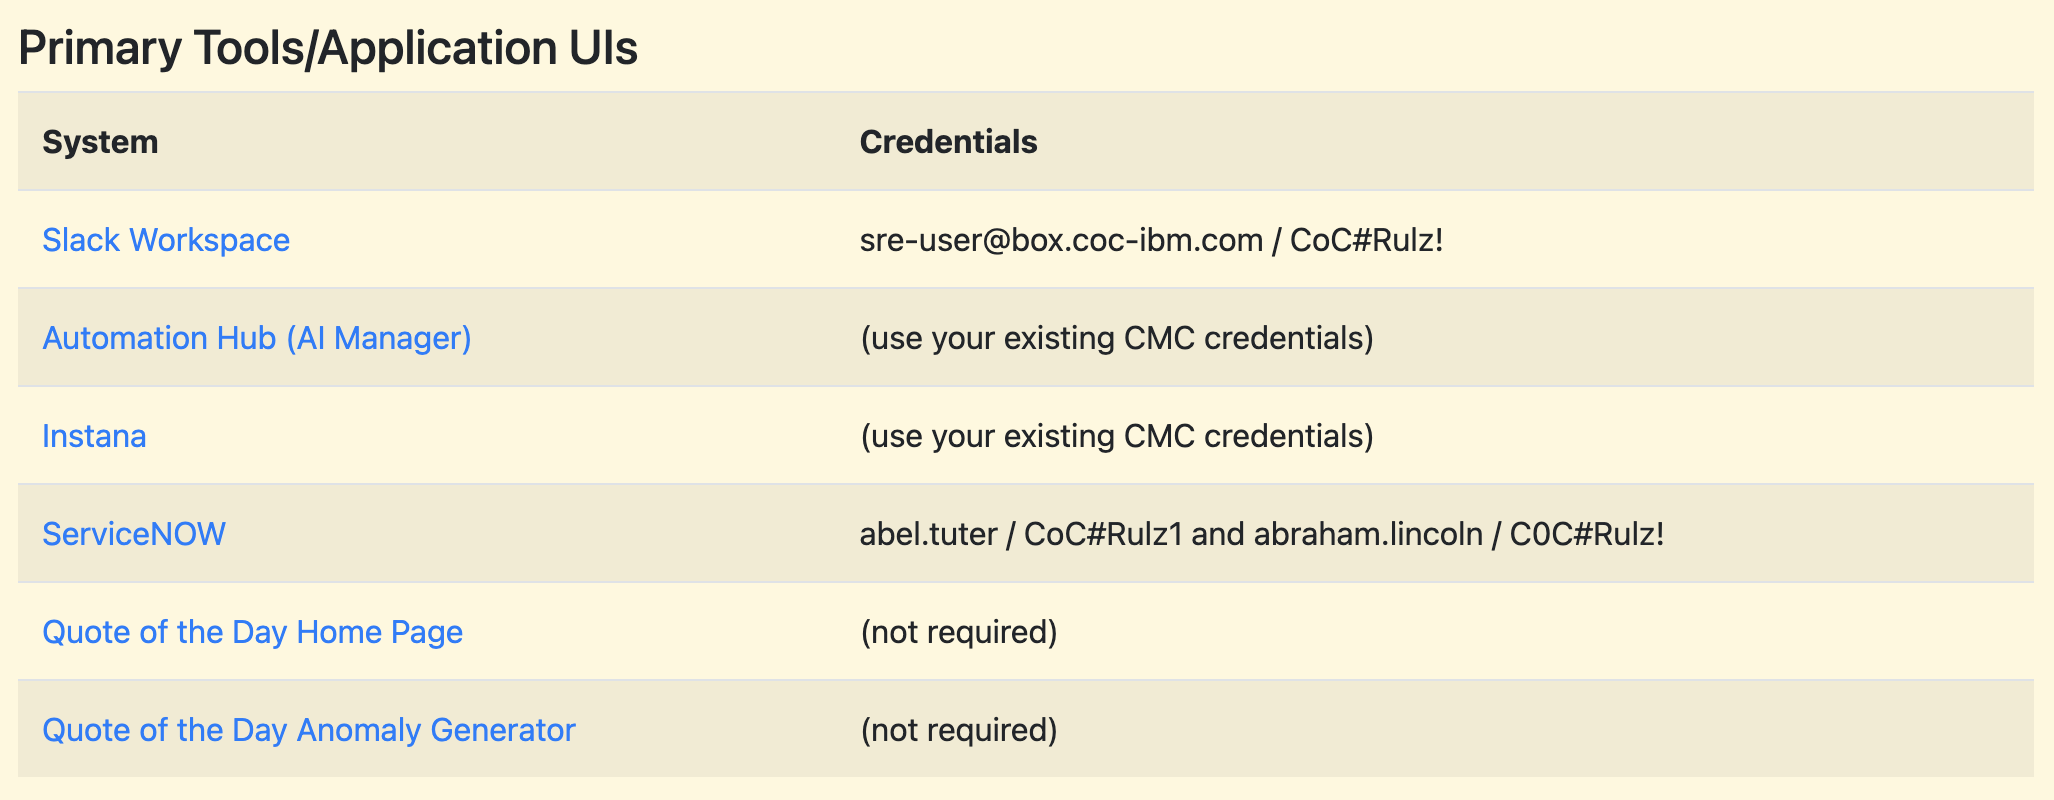 Primary Tools/Application UIs
System Credentials
Slack Workspace sre-user@box.coc-ibm.com / CoC#Rulz!
Automation Hub (AI Manager) (use your existing CMC credentials)
Instana (use your existing CMC credentials)
ServiceNOW abel.tuter / CoC#Rulz1 and abraham.lincoln / C0C#Rulz!
Quote of the Day Home Page (not required)
Quote of the Day Anomaly Generator (not required)